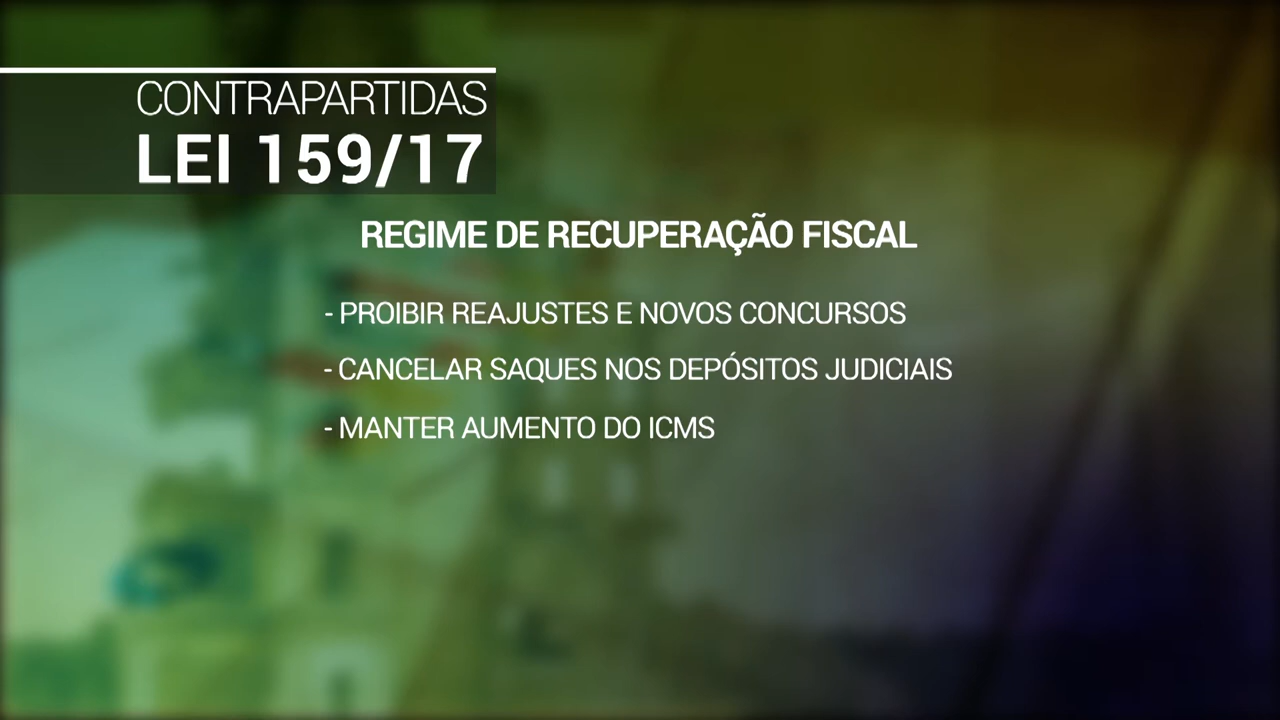 CONTRAPARTIDAS
LEI 159/17
REGIME DE RECUPERAÇÃO FISCAL
- PROIBIR REAJUSTES E NOVOS CONCURSOS
- CANCELAR SAQUES NOS DEPÓSITOS JUDICIAIS
- MANTER AUMENTO DO ICMS